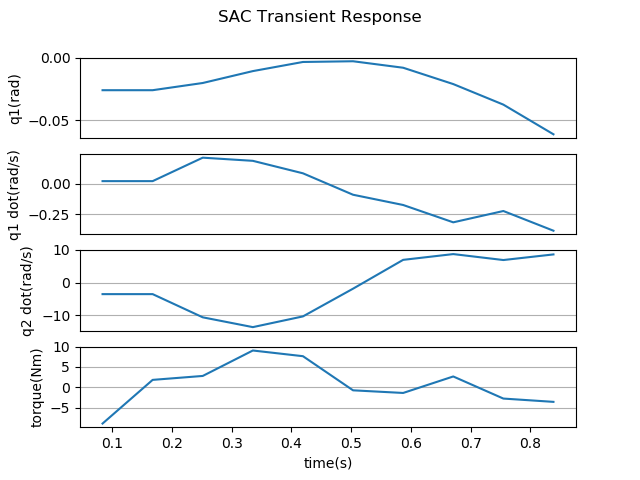 SAC Transient Response
0.00
−0.05
q1(rad)
0.00
−0.25
q1 dot(rad/s)
10
0
−10
q2 dot(rad/s)
10
5
0
−5
torque(Nm)
0.1 0.2 0.3 0.4 0.5 0.6 0.7 0.8
time(s)